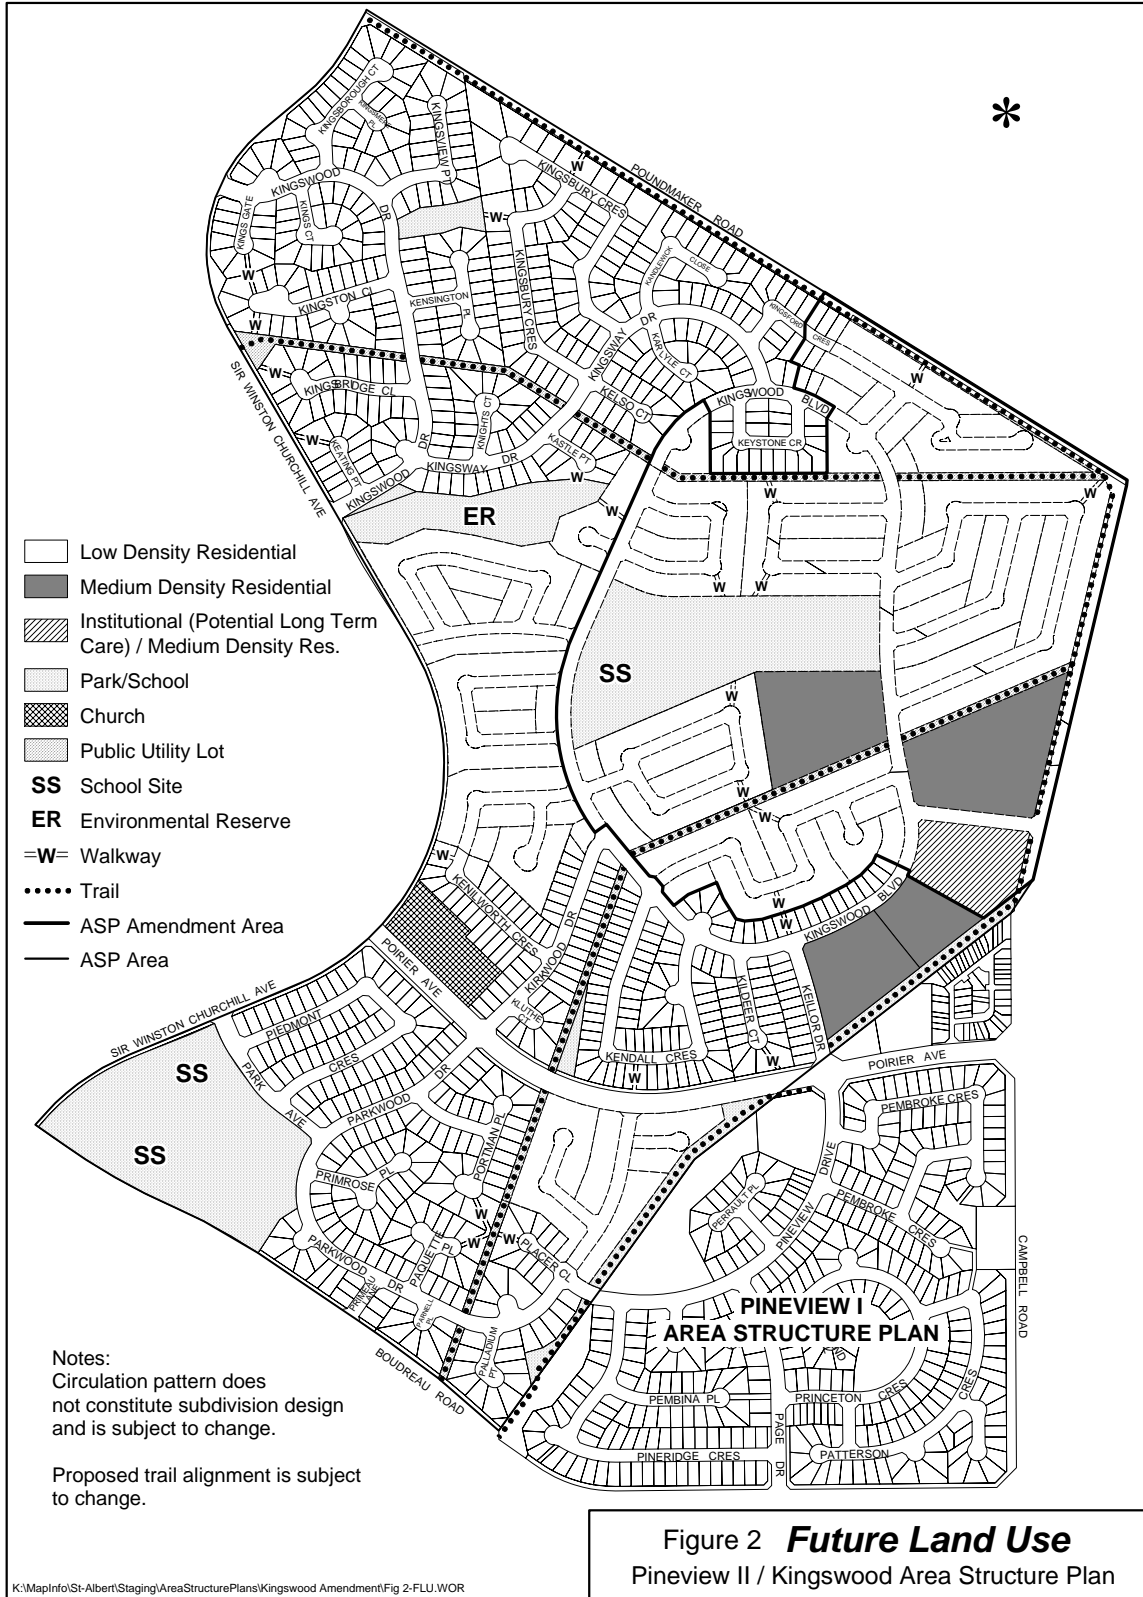 *
KINGSBOROUGH CT
KINGSMERE
PL
KINGSVIEW PT
KINGSWOOD
DR
KINGS GATE
KINGS CT
W
KINGSBURY CRES
W
POUNDMAKER ROAD
W
KINGSBURY CRES
KANDLEWICK
CLOSE
KINGSFORD
CRES
W
KINGSTON CL
W
KENSINGTON
PL
KINGSWAY
DR
KARLYLE CT
W
SIR WINSTON CHURCHILL AVE
W
KINGSBRIDGE CL
KNIGHTS CT
KELSO CT
KINGSWOOD
BLVD
KEYSTONE CR
W
KEATING PT
KINGSWOOD
DR
KINGSWAY
DR
KASTLE PT
W
W
W
W
ER
W
W
SS
W
W
W
Low Density Residential
Medium Density Residential
Institutional (Potential Long Term
Care) / Medium Density Res.
Park/School
Church
Public Utility Lot
SS School Site
ER Environmental Reserve
=W= Walkway
Trail
ASP Amendment Area
ASP Area
W
KENILWORTH CRES
KIRKWOOD DR
KLUTHE
CT
POIRIER AVE
W
W
KINGSWOOD BLVD
KILDEER CT
KEILLOR DR
KENDALL CRES
W
W
POIRIER AVE
SIR WINSTON CHURCHILL AVE
SS
SS
PIEDMONT
CRES
PARK
AVE
PARKWOOD
DR
PORTMAN PL
PRIMROSE PL
PAQUETTE
PL
W
W
W
PLACER CL
PARKWOOD
DR
PRIMEAU
LANE
PARNELL
PL
PALLADIUM
PT
BOUDREAU ROAD
PEMBROKE CRES
PERRAULT PL
PINEVIEW
DRIVE
PEMBROKE
CRES
CAMPBELL ROAD
PINEVIEW I
AREA STRUCTURE PLAN
PEMBINA PL
PRINCETON
CRES
CRES
PAGE DR
PATTERSON
PINERIDGE CRES
Notes:
Circulation pattern does
not constitute subdivision design
and is subject to change.
Proposed trail alignment is subject
to change.
Figure 2 Future Land Use
Pineview II / Kingswood Area Structure Plan
K:\MapInfo\St-Albert\Staging\AreaStructurePlans\Kingswood Amendment\Fig 2-FLU.WOR